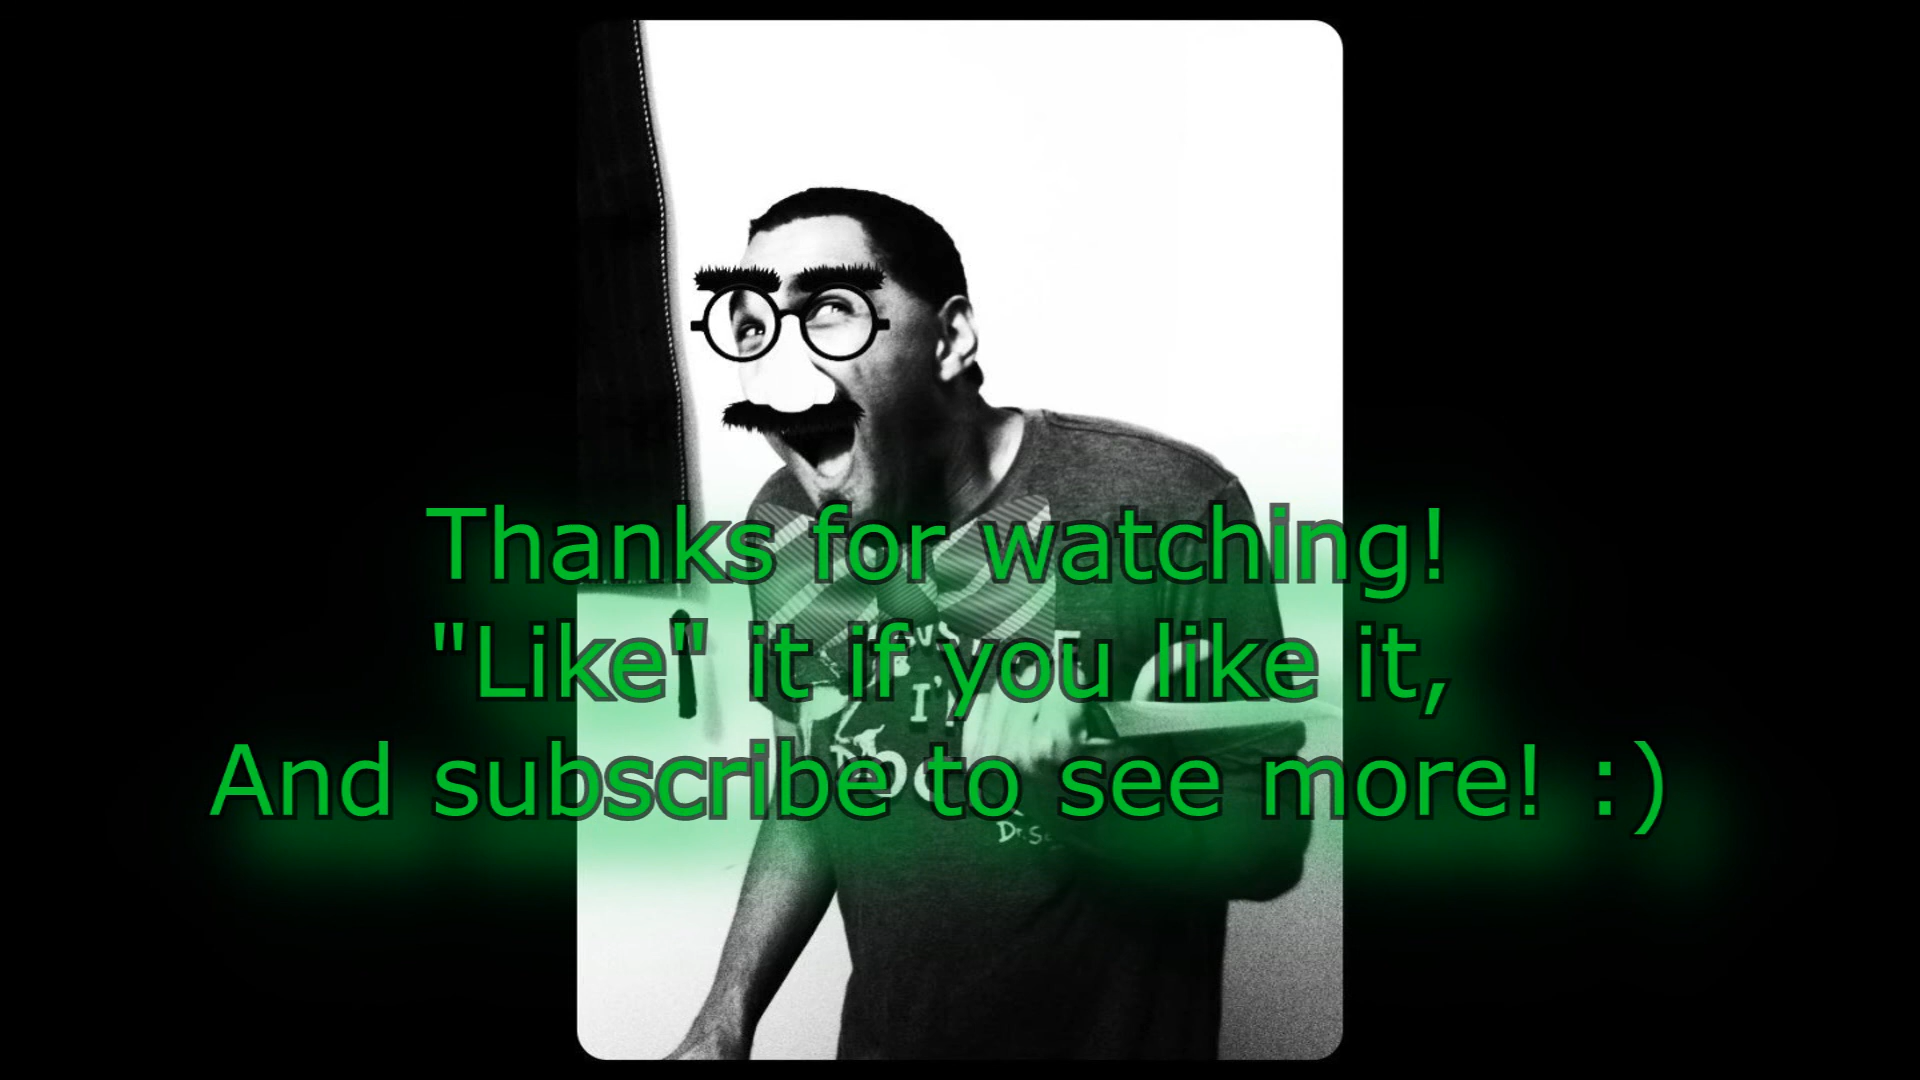 Thanks for watching!
"Like" it if you like it,
And subscribe to see more! :)